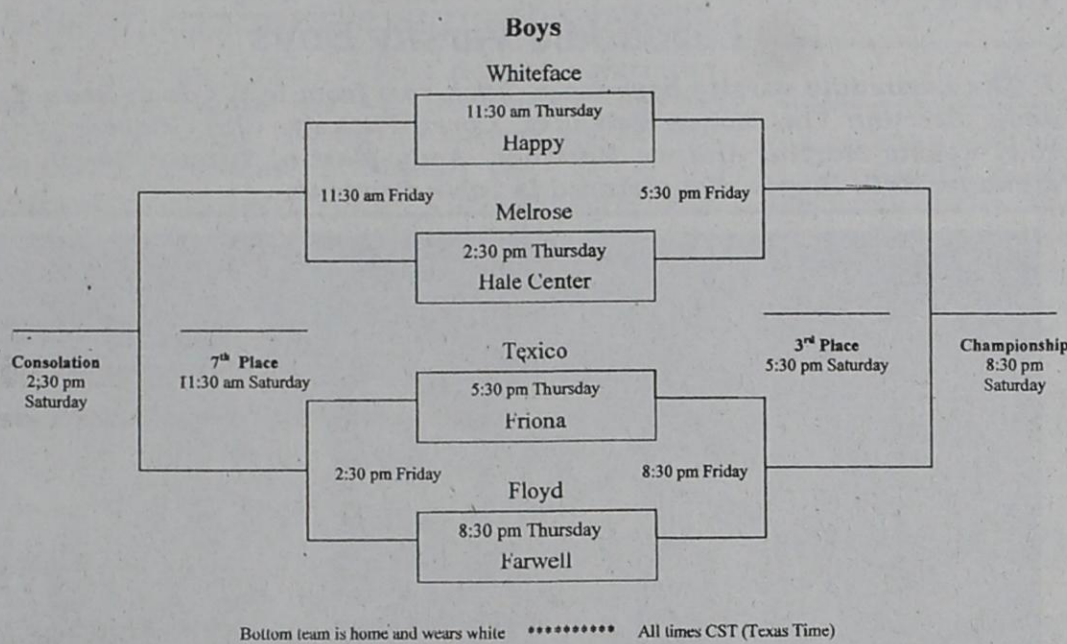 Boys
Whiteface
11:30 am Thursday
Happy
11:30 am Friday
5:30 pm Friday
Melrose
2:30 pm Thursday
Hale Center
Consolation
2;30 pm
Saturday
7th Place
11:30 am Saturday
3rd Place
5:30 pm Saturday
Championship
8:30 pm
Saturday
Texico
5:30 pm Thursday
Friona
2:30 pm Friday
8:30 pm Friday
Floyd
8:30 pm Thursday
Farwell
Bottom team is home and wears white ********** All times CST (Texas Time)